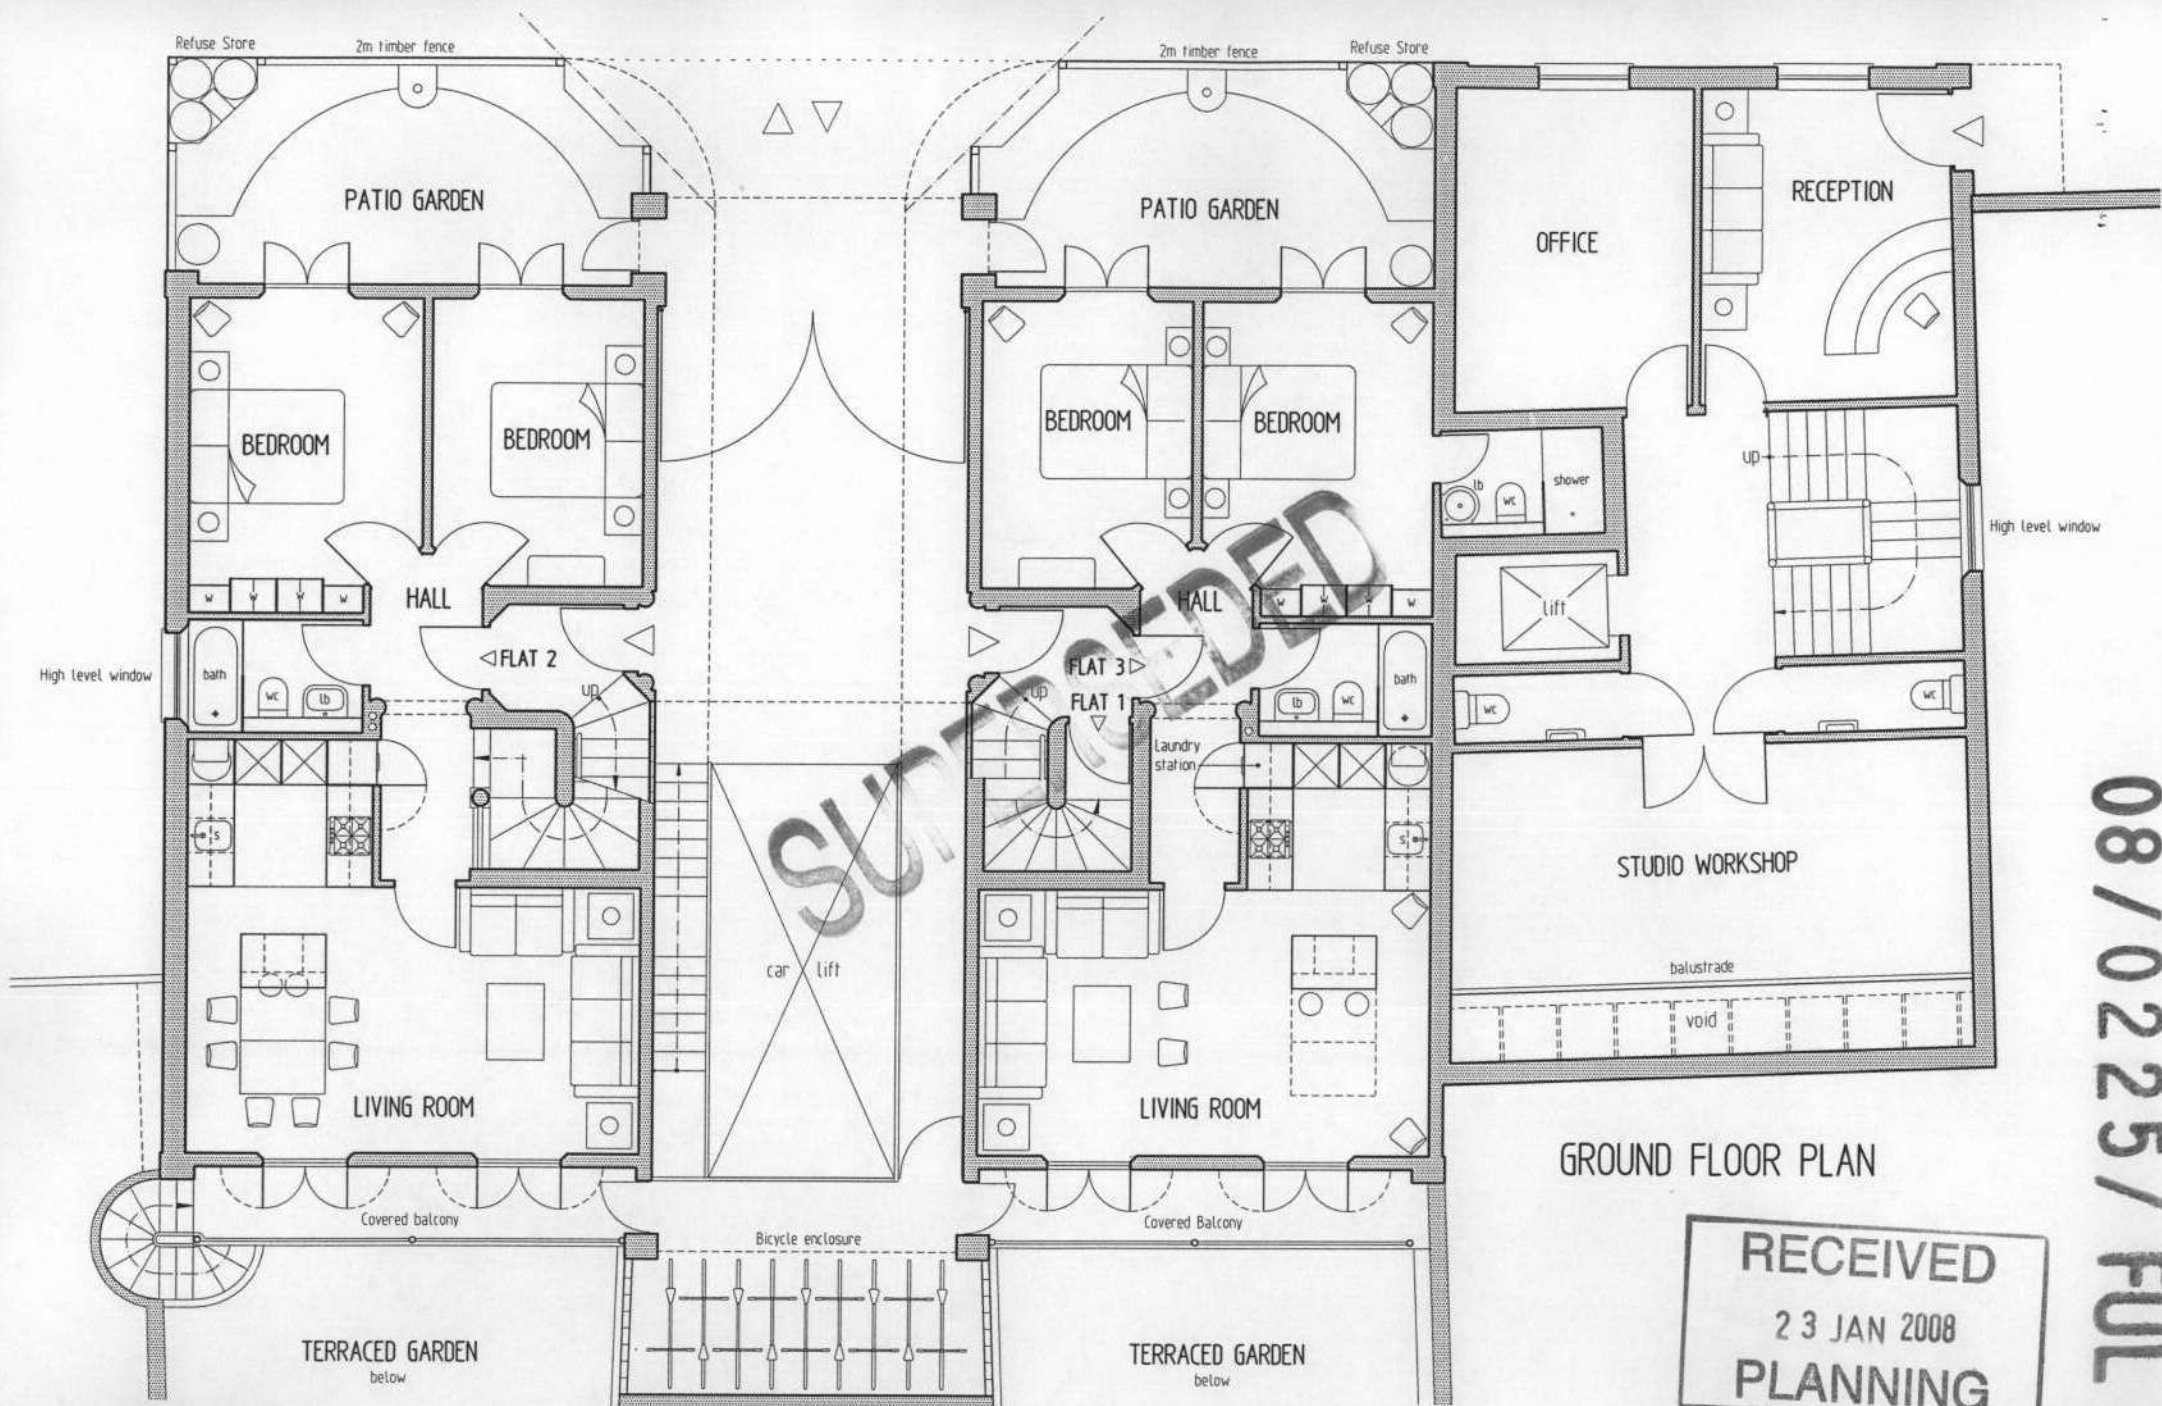 Refuse Store
2m timber fence
2m timber fence
Refuse Store
PATIO GARDEN
PATIO GARDEN
OFFICE
RECEPTION
BEDROOM
BEDROOM
BEDROOM
BEDROOM
up
lb
wc
shower
High level window
w
w
w
w
HALL
HALL
w
w
w
w
lift
High level window
bath
wc
lb
FLAT 2
up
FLAT 3
FLAT 1
up
lb
wc
bath
wc
wc
Laundry
station
s
s
STUDIO WORKSHOP
SUPERSEDED
car lift
balustrade
void
LIVING ROOM
LIVING ROOM
GROUND FLOOR PLAN
Covered balcony
Bicycle enclosure
Covered Balcony
TERRACED GARDEN
below
TERRACED GARDEN
below
RECEIVED
23 JAN 2008
PLANNING
08/02225/FUL